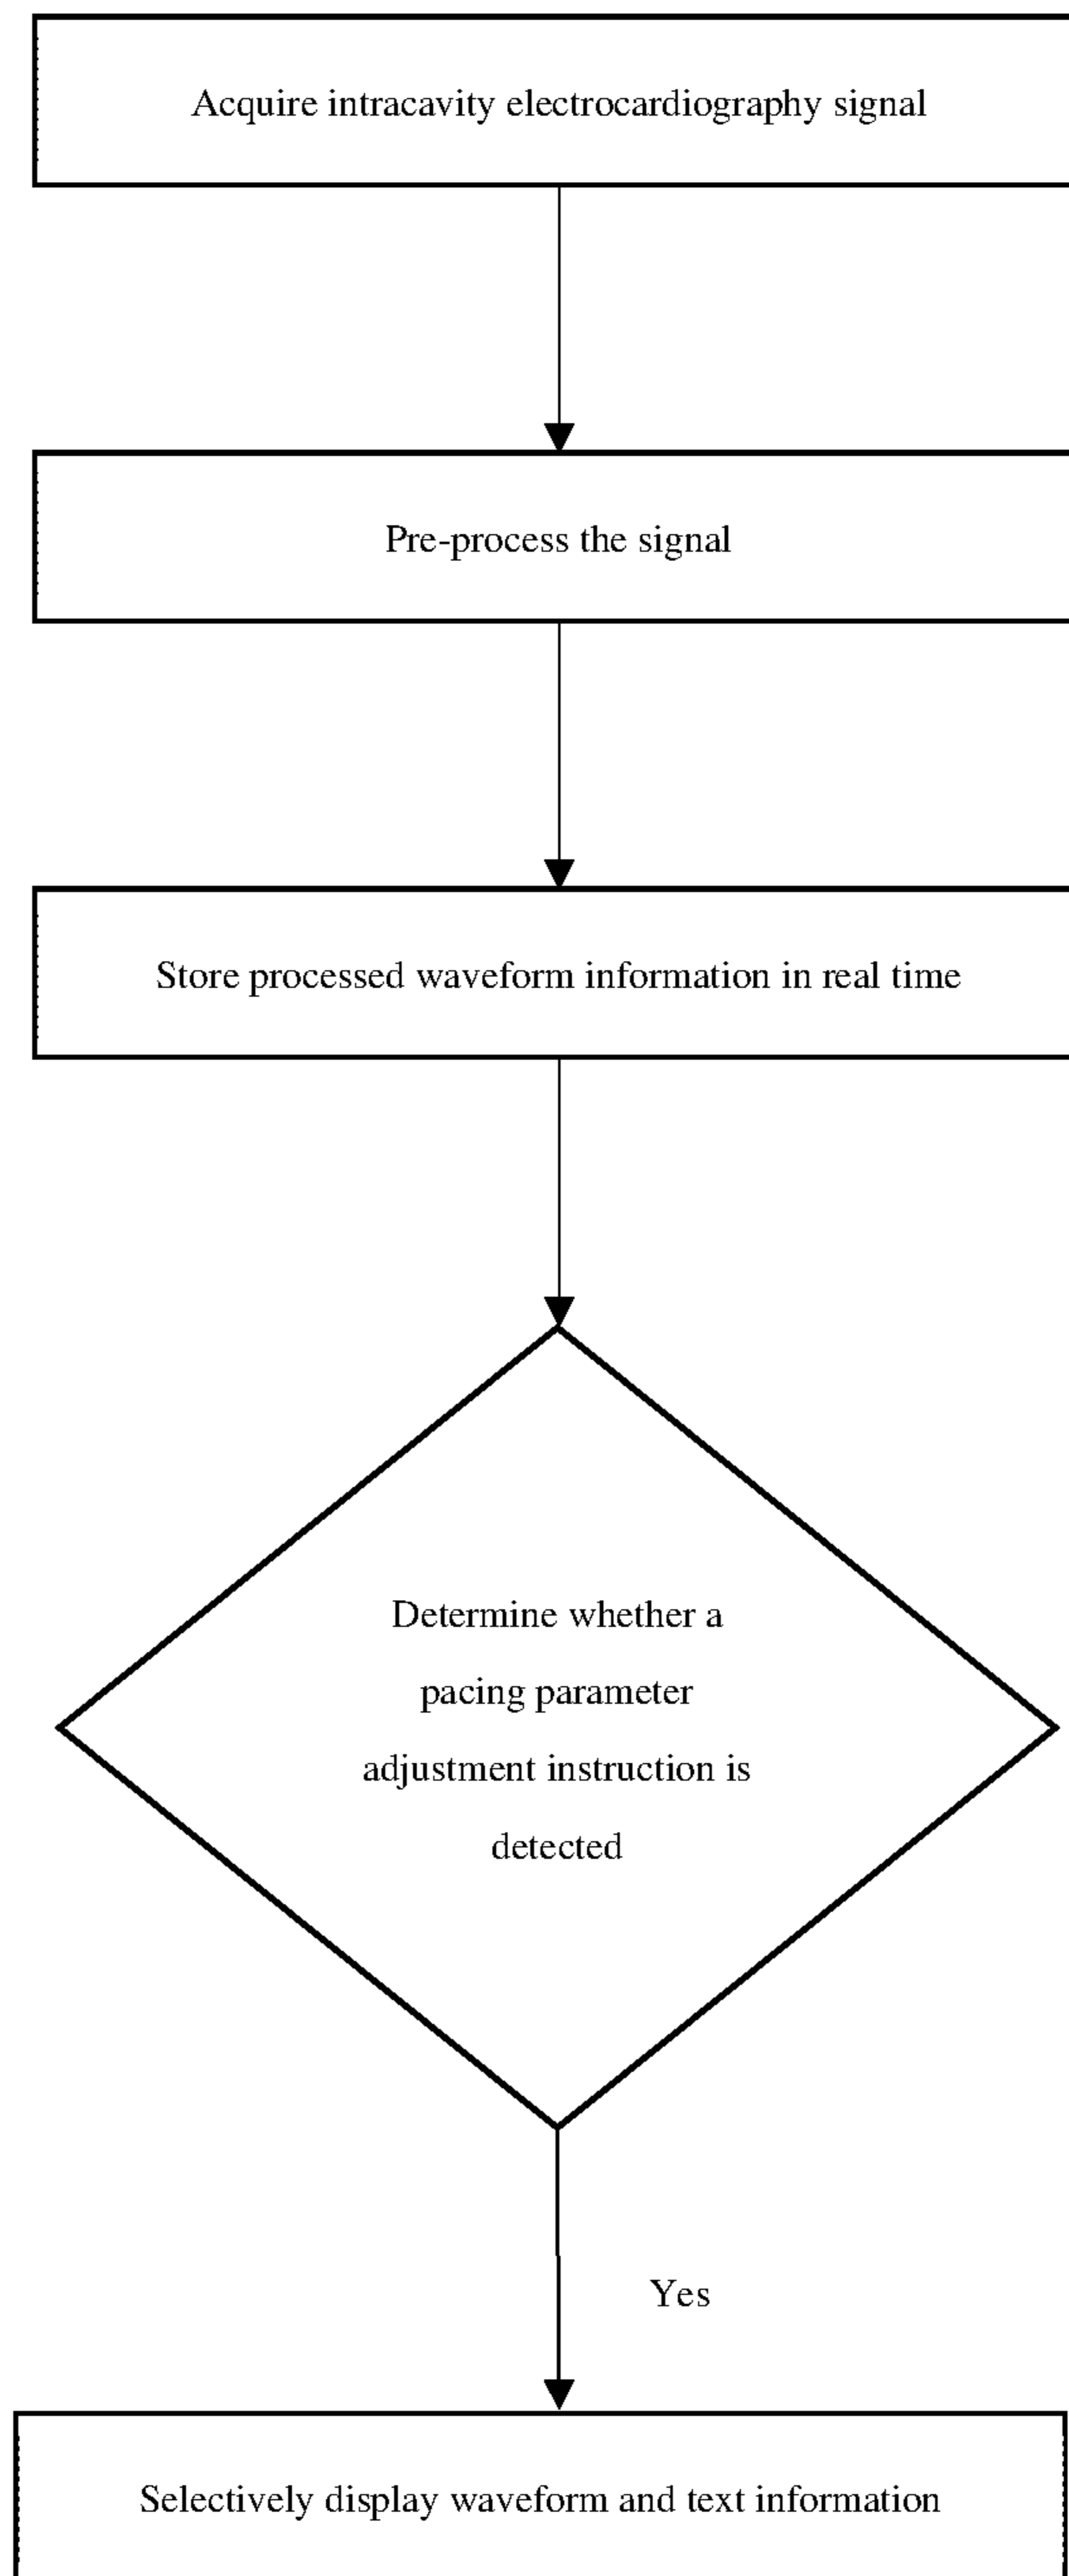 Acquire intracavity electrocardiography signal
Pre-process the signal
Store processed waveform information in real time
Determine whether a
pacing parameter
adjustment instruction is
detected
Yes
Selectively display waveform and text information